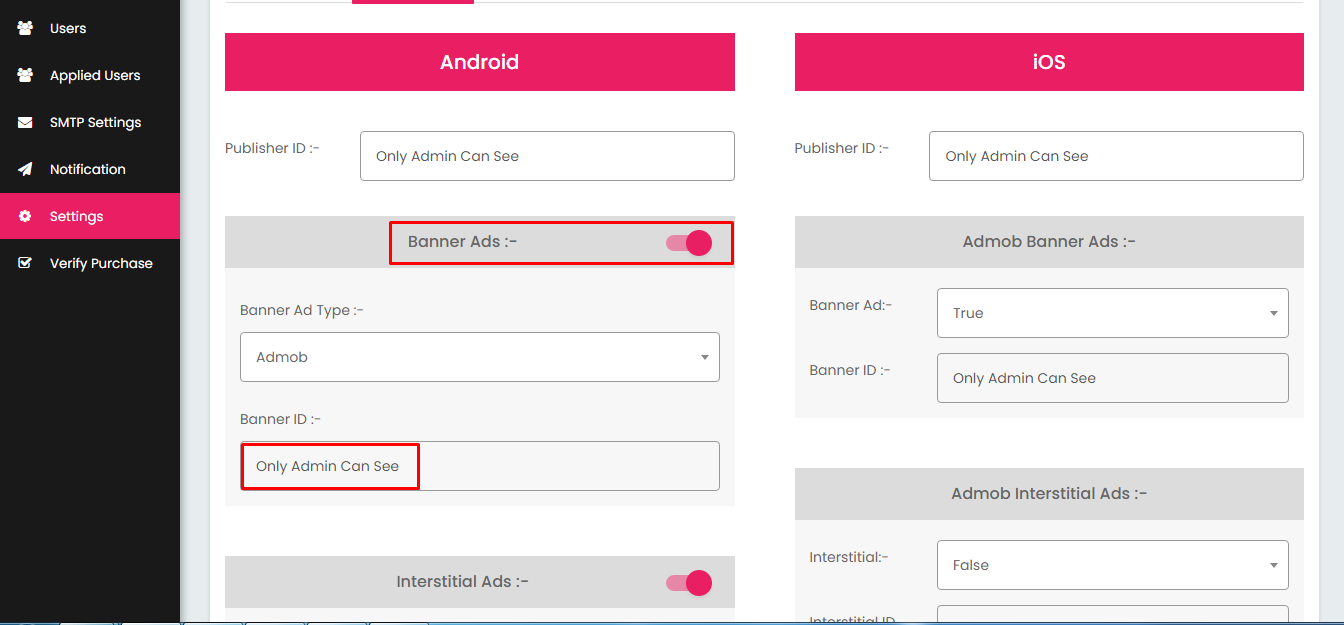 Users
Applied Users
SMTP Settings
Notification
Settings
Verify Purchase
Android
Publisher ID :-
Only Admin Can See
Banner Ads :-
Banner Ad Type :-
Admob
Banner ID :-
Only Admin Can See
Interstitial Ads :-
iOS
Publisher ID :-
Only Admin Can See
Admob Banner Ads :-
Banner Ad:-
True
Banner ID :-
Only Admin Can See
Admob Interstitial Ads :-
Interstitial:-
False
Interstitial ID